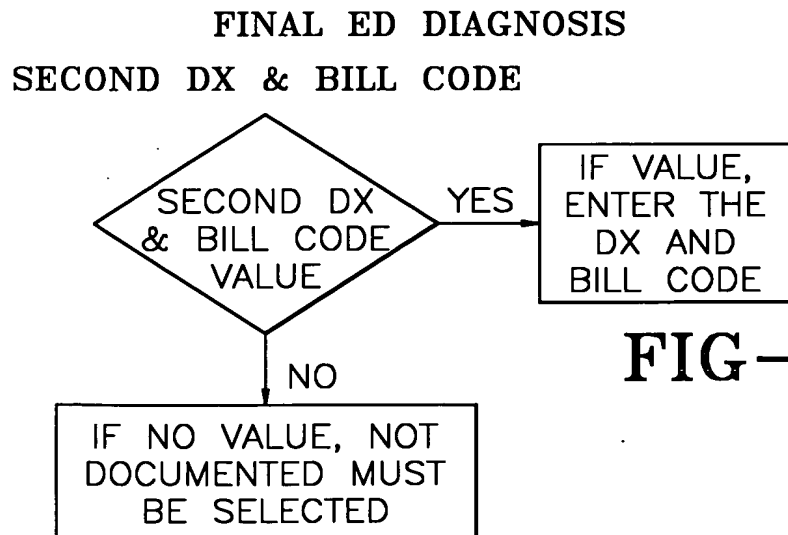 FINAL ED DIAGNOSIS
SECOND DX & BILL CODE
SECOND DX
& BILL CODE
VALUE
YES
IF VALUE,
ENTER THE
DX AND
BILL CODE
FIG-
NO
IF NO VALUE, NOT
DOCUMENTED MUST
BE SELECTED